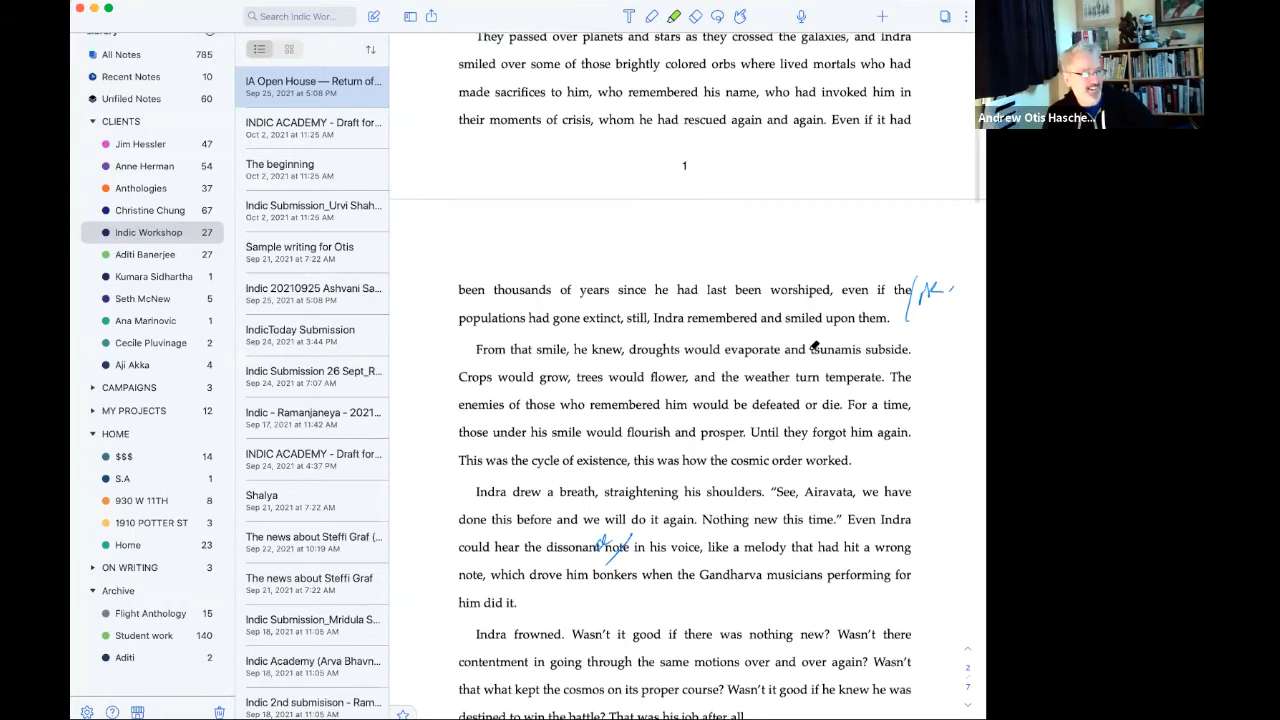 Search Indic Wor...
All Notes 785
Recent Notes 10
Unfiled Notes 60
CLIENTS
Jim Hessler 47
Anne Herman 54
Anthologies 37
Christine Chung 67
Indic Workshop 27
Aditi Banerjee 27
Kumara Sidhartha 1
Seth McNew 5
Ana Marinovic 1
Cecile Pluvinage 2
Aji Akka 4
CAMPAIGNS 3
MY PROJECTS 12
HOME
$$$ 14
S.A 1
930 W 11TH 8
1910 POTTER ST 3
Home 23
ON WRITING 3
Archive
Flight Anthology 15
Student work 140
Aditi 2
IA Open House — Return of...
Sep 25, 2021 at 5:08 PM
INDIC ACADEMY - Draft for...
Oct 2, 2021 at 11:25 AM
The beginning
Oct 2, 2021 at 11:25 AM
Indic Submission_Urvi Shah...
Oct 2, 2021 at 11:25 AM
Sample writing for Otis
Sep 21, 2021 at 7:22 AM
Indic 20210925 Ashvani Sa...
Sep 25, 2021 at 5:08 PM
IndicToday Submission
Sep 24, 2021 at 3:44 PM
Indic Submission 26 Sept_R...
Sep 24, 2021 at 7:07 AM
Indic - Ramanjaneya - 2021...
Sep 17, 2021 at 11:42 AM
INDIC ACADEMY - Draft for...
Sep 24, 2021 at 4:37 PM
Shalya
Sep 21, 2021 at 7:22 AM
The news about Steffi Graf (...
Sep 22, 2021 at 10:19 AM
The news about Steffi Graf
Sep 21, 2021 at 7:22 AM
Indic Submission_Mridula S...
Sep 18, 2021 at 11:05 AM
Indic Academy (Arva Bhavn...
Sep 18, 2021 at 11:05 AM
Indic 2nd submisison - Ram...
Sep 18, 2021 at 11:05 AM
They passed over planets and stars as they crossed the galaxies, and Indra
smiled over some of those brightly colored orbs where lived mortals who had
made sacrifices to him, who remembered his name, who had invoked him in
their moments of crisis, whom he had rescued again and again. Even if it had
1
been thousands of years since he had last been worshiped, even if the
populations had gone extinct, still, Indra remembered and smiled upon them.
From that smile, he knew, droughts would evaporate and tsunamis subside.
Crops would grow, trees would flower, and the weather turn temperate. The
enemies of those who remembered him would be defeated or die. For a time,
those under his smile would flourish and prosper. Until they forgot him again.
This was the cycle of existence, this was how the cosmic order worked.
Indra drew a breath, straightening his shoulders. “See, Airavata, we have
done this before and we will do it again. Nothing new this time.” Even Indra
could hear the dissonant note in his voice, like a melody that had hit a wrong
note, which drove him bonkers when the Gandharva musicians performing for
him did it.
Indra frowned. Wasn’t it good if there was nothing new? Wasn’t there
contentment in going through the same motions over and over again? Wasn’t
that what kept the cosmos on its proper course? Wasn’t it good if he knew he was
destined to win the battle? That was his job after all
2
7
Andrew Otis Hasche...